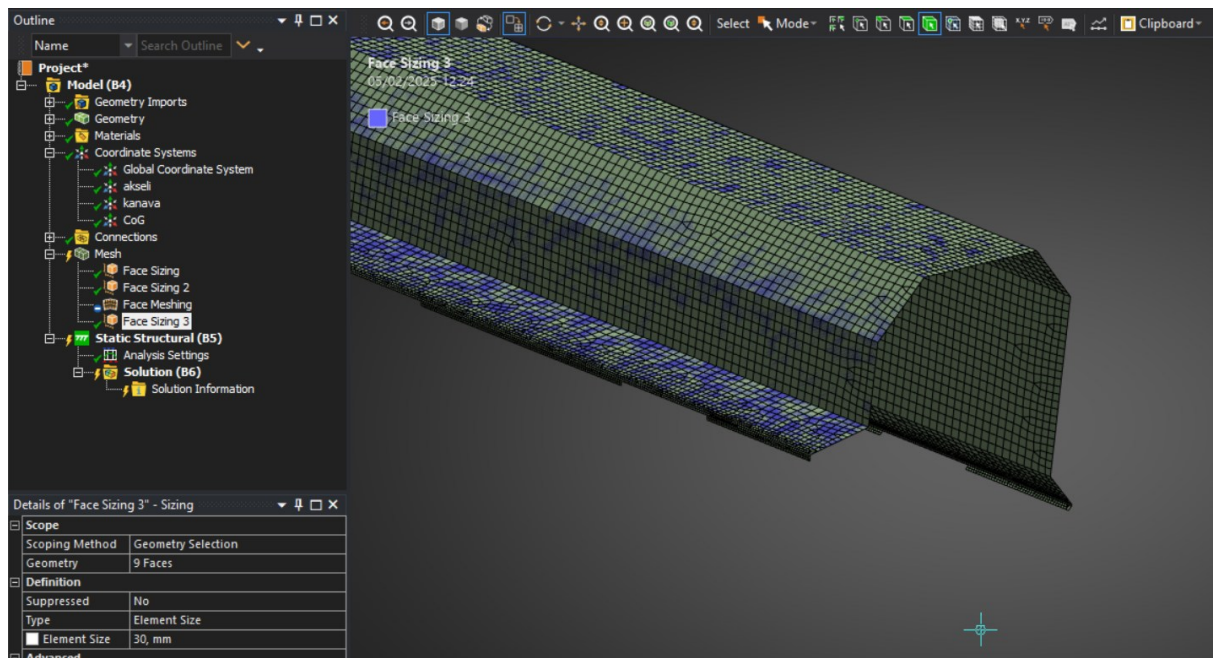 Outline
Select Mode Clipboard
Name Search Outline
Project*
Model (B4)
Geometry Imports
Geometry
Materials
Coordinate Systems
Global Coordinate System
akseli
kanava
CoG
Connections
Mesh
Face Sizing
Face Sizing 2
Face Meshing
Face Sizing 3
Static Structural (B5)
Analysis Settings
Solution (B6)
Solution Information
Face Sizing 3
05/02/2025 12.24
Face Sizing 3
Details of "Face Sizing 3" - Sizing
Scope
Scoping Method Geometry Selection
Geometry 9 Faces
Definition
Suppressed No
Type Element Size
Element Size 30, mm
Advanced